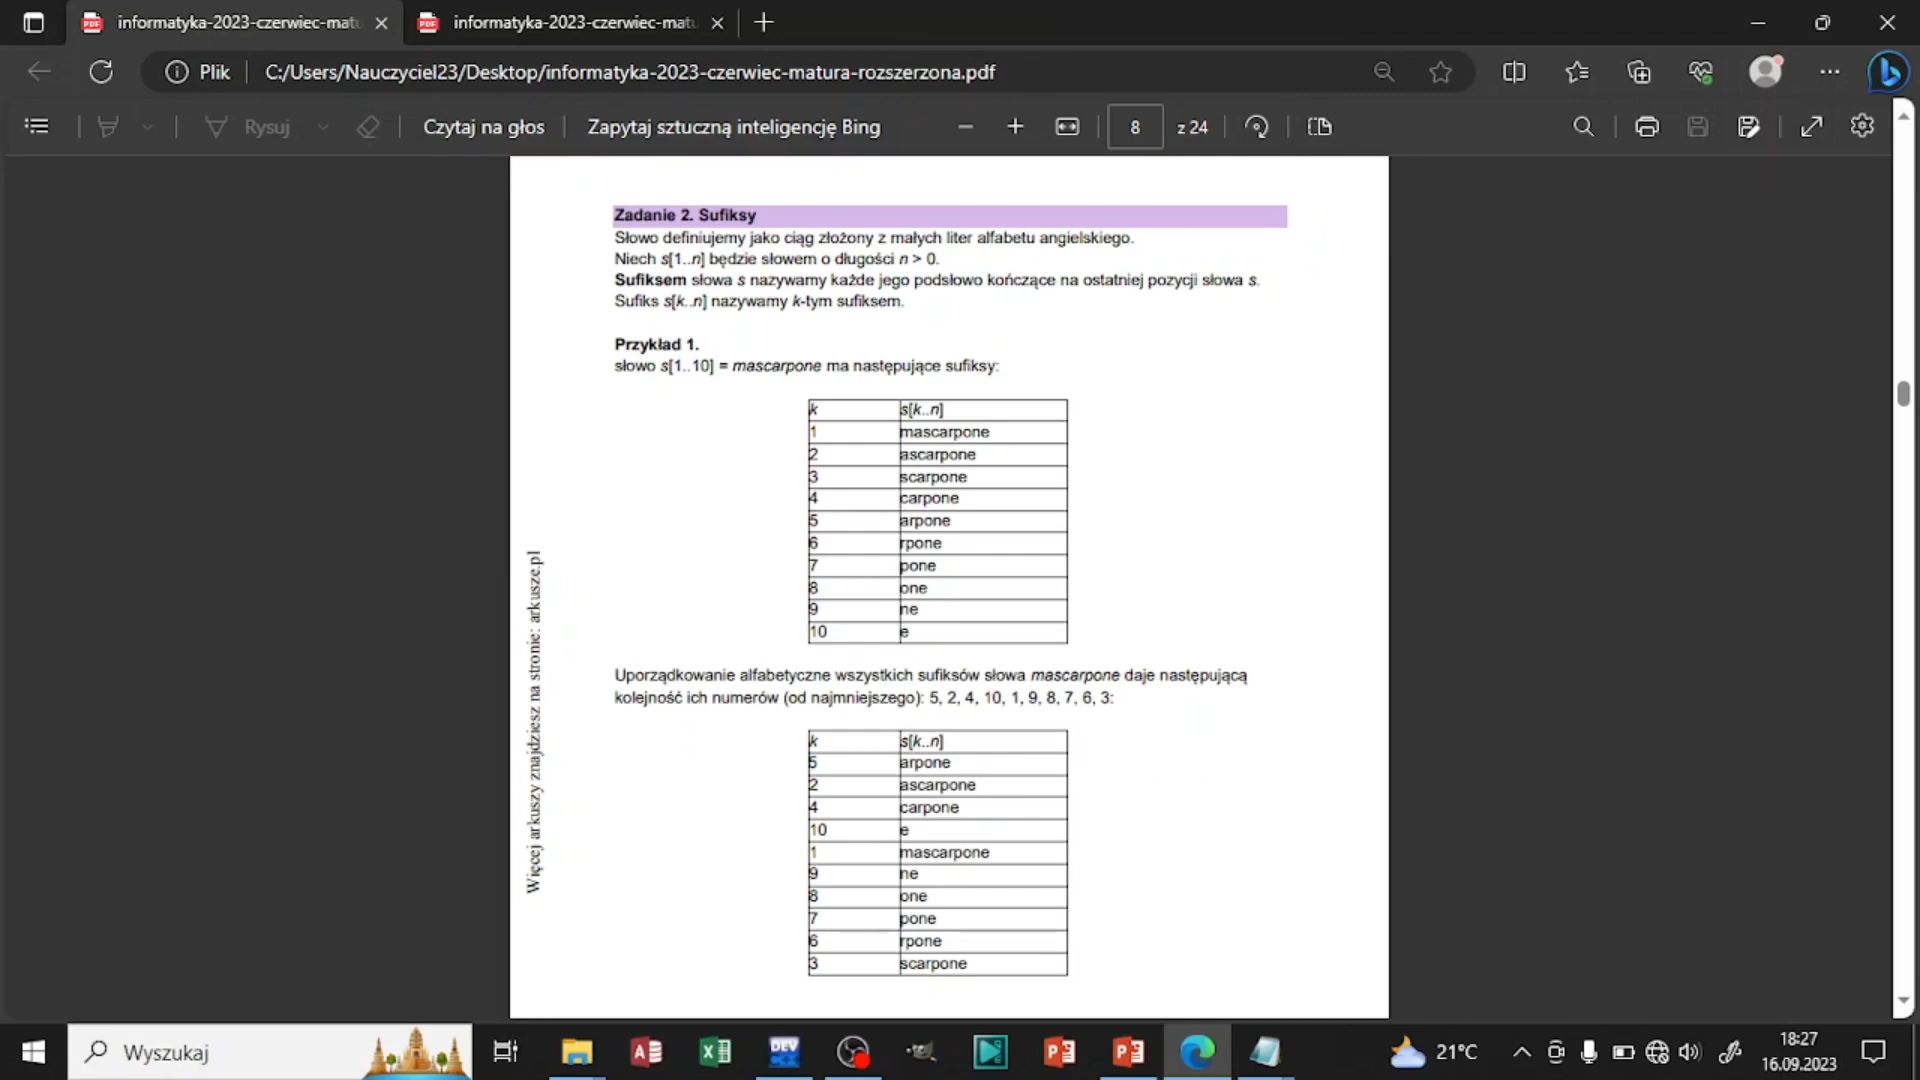 informatyka-2023-czerwiec-matu
informatyka-2023-czerwiec-matu
Plik
C:/Users/Nauczyciel23/Desktop/informatyka-2023-czerwiec-matura-rozszerzona.pdf
Rysuj
Czytaj na głos
Zapytaj sztuczną inteligencję Bing
8
z 24
Zadanie 2. Sufiksy
Słowo definiujemy jako ciąg złożony z małych liter alfabetu angielskiego.
Niech s[1..n] będzie słowem o długości n > 0.
Sufiksem słowa s nazywamy każde jego podsłowo kończące na ostatniej pozycji słowa s.
Sufiks s[k..n] nazywamy k-tym sufiksem.
Przykład 1.
słowo s[1..10] = mascarpone ma następujące sufiksy:
k s[k..n]
1 mascarpone
2 ascarpone
3 scarpone
4 carpone
5 arpone
6 rpone
7 pone
8 one
9 ne
10 e
Uporządkowanie alfabetyczne wszystkich sufiksów słowa mascarpone daje następującą
kolejność ich numerów (od najmniejszego): 5, 2, 4, 10, 1, 9, 8, 7, 6, 3:
k s[k..n]
5 arpone
2 ascarpone
4 carpone
10 e
1 mascarpone
9 ne
8 one
7 pone
6 rpone
3 scarpone
Więcej arkuszy znajdziesz na stronie: arkusze.pl
Wyszukaj
DEV
21°C
18:27
16.09.2023